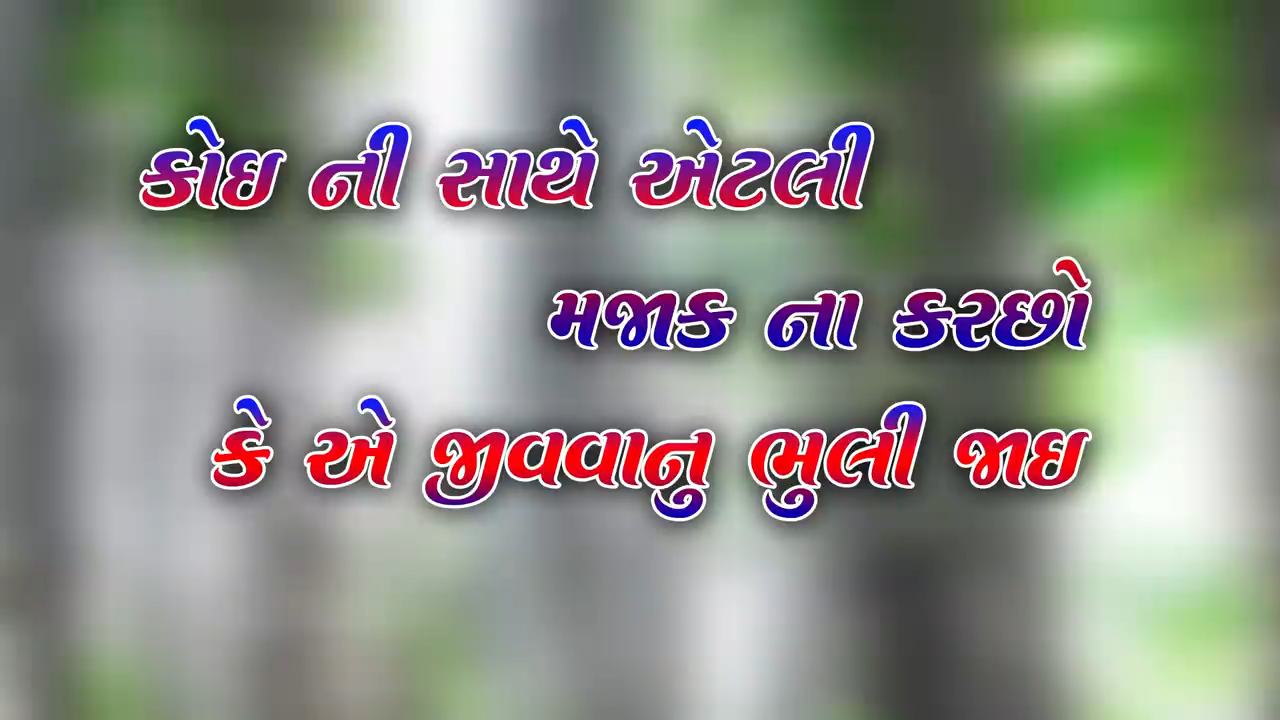 કોઇ ની સાથે એટલી
મજાક ના કરછો
કે એ જીવવાનુ ભુલી જાઇ